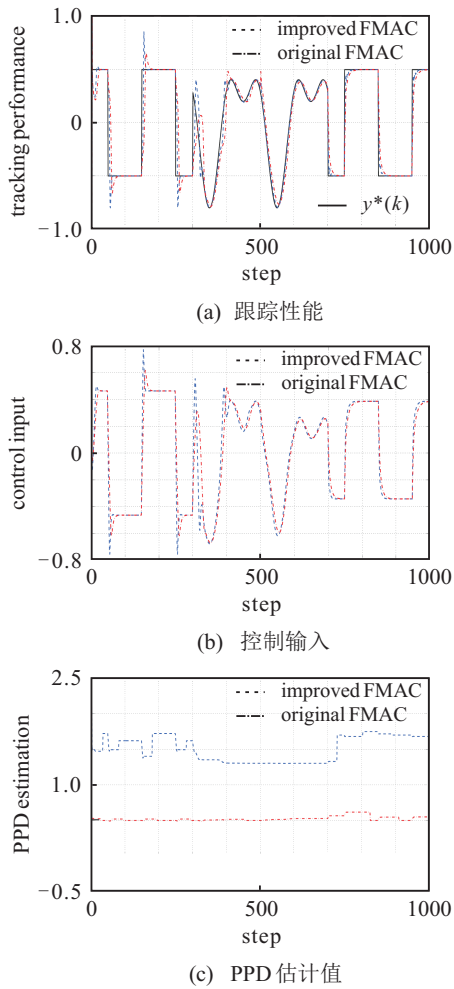 1.0
improved FMAC
original FMAC
0
tracking performance
y*(k)
−1.0
0 500 1000
step
(a) 跟踪性能
0.8
improved FMAC
original FMAC
0
control input
−0.8
0 500 1000
step
(b) 控制输入
2.5
improved FMAC
original FMAC
1.0
PPD estimation
−0.5
0 500 1000
step
(c) PPD 估计值